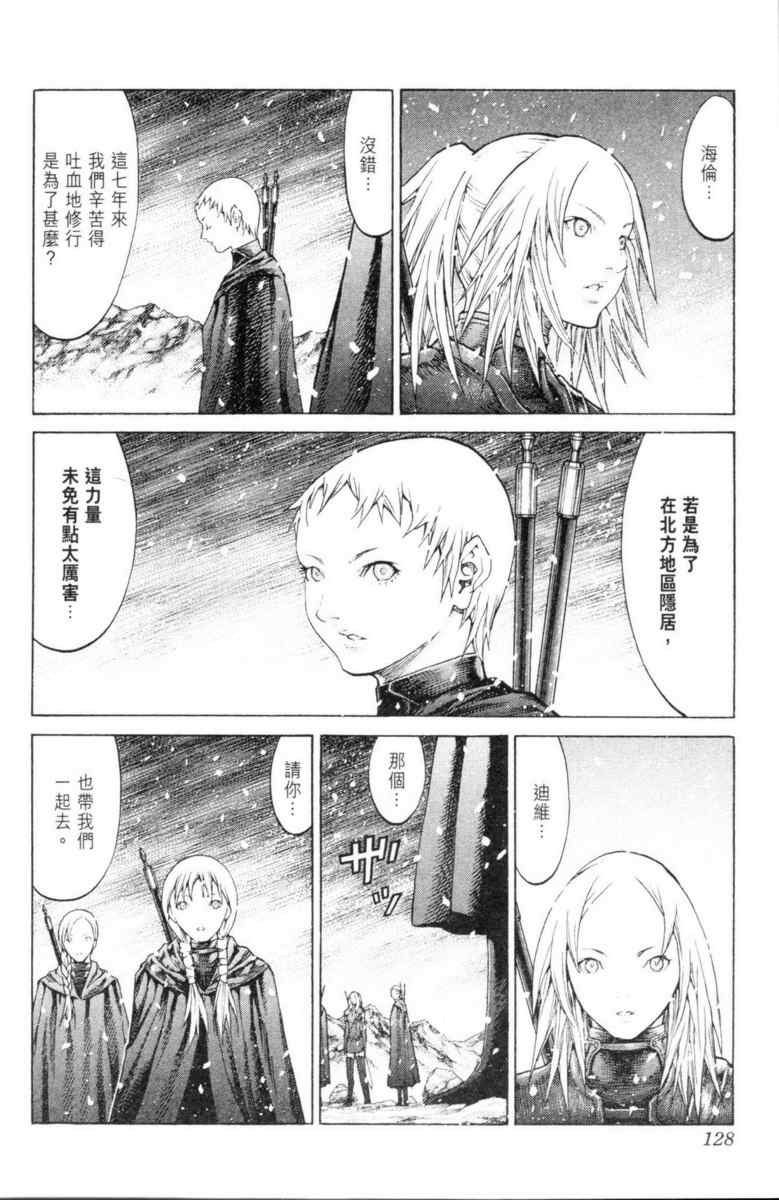 海倫…
沒錯…
這七年來
我們辛苦得
吐血地修行
是為了甚麼？
若是為了
在北方地區隱居，
這力量
未免有點太厲害…
迪維…
那個…
ザッ
請你…
也帶我們
一起去。
128